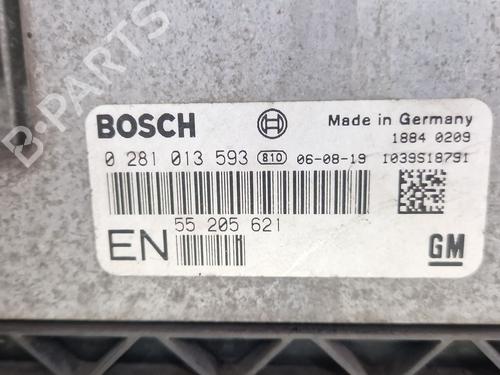 B-PARTS
BOSCH
Made in Germany
1884 0209
0 281 013 593 810 06-08-19 1039S18791
55 205 621
EN
GM